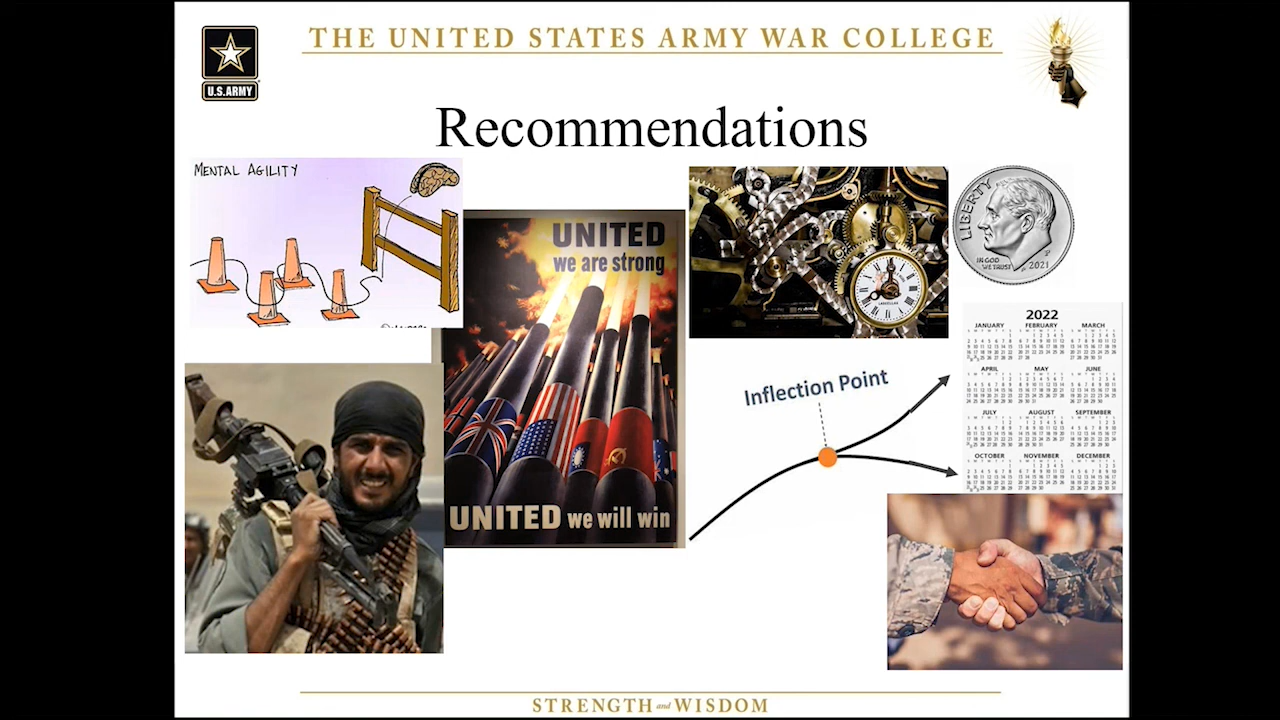 THE UNITED STATES ARMY WAR COLLEGE
U.S.ARMY
Recommendations
MENTAL AGILITY
UNITED
we are strong
UNITED we will win
LIBERTY
IN GOD
WE TRUST
2021
Inflection Point
2022
JANUARY FEBRUARY MARCH
APRIL MAY JUNE
JULY AUGUST SEPTEMBER
OCTOBER NOVEMBER DECEMBER
STRENGTH and WISDOM